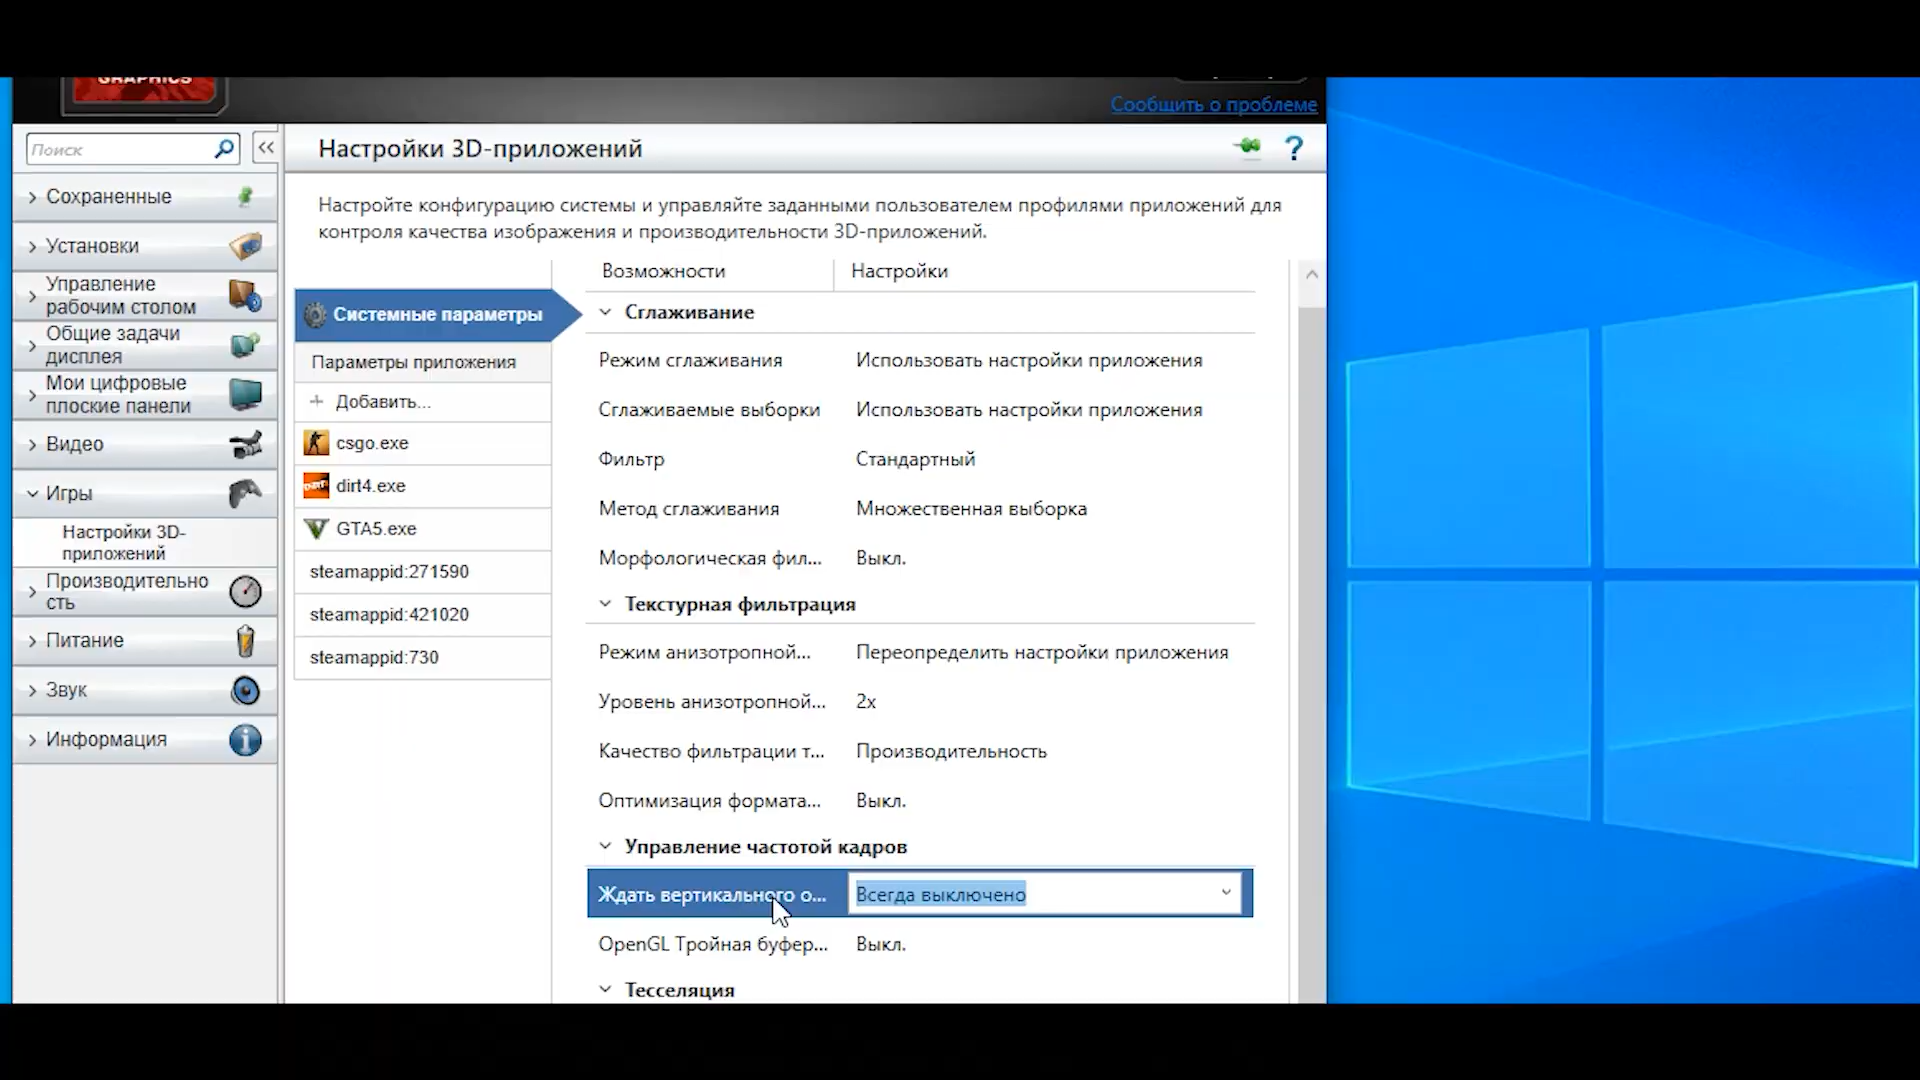 GRAPHICS
Сообщить о проблеме
Поиск
Настройки 3D-приложений
Сохраненные
Установки
Управление
рабочим столом
Общие задачи
дисплея
Мои цифровые
плоские панели
Видео
Игры
Настройки 3D-
приложений
Производительно
сть
Питание
Звук
Информация
Настройте конфигурацию системы и управляйте заданными пользователем профилями приложений для
контроля качества изображения и производительности 3D-приложений.
Системные параметры
Параметры приложения
+ Добавить...
csgo.exe
dirt4.exe
GTA5.exe
steamappid:271590
steamappid:421020
steamappid:730
Возможности Настройки
Сглаживание
Режим сглаживания Использовать настройки приложения
Сглаживаемые выборки Использовать настройки приложения
Фильтр Стандартный
Метод сглаживания Множественная выборка
Морфологическая фил... Выкл.
Текстурная фильтрация
Режим анизотропной... Переопределить настройки приложения
Уровень анизотропной... 2x
Качество фильтрации т... Производительность
Оптимизация формата... Выкл.
Управление частотой кадров
Ждать вертикального о... Всегда выключено
OpenGL Тройная буфер... Выкл.
Тесселяция